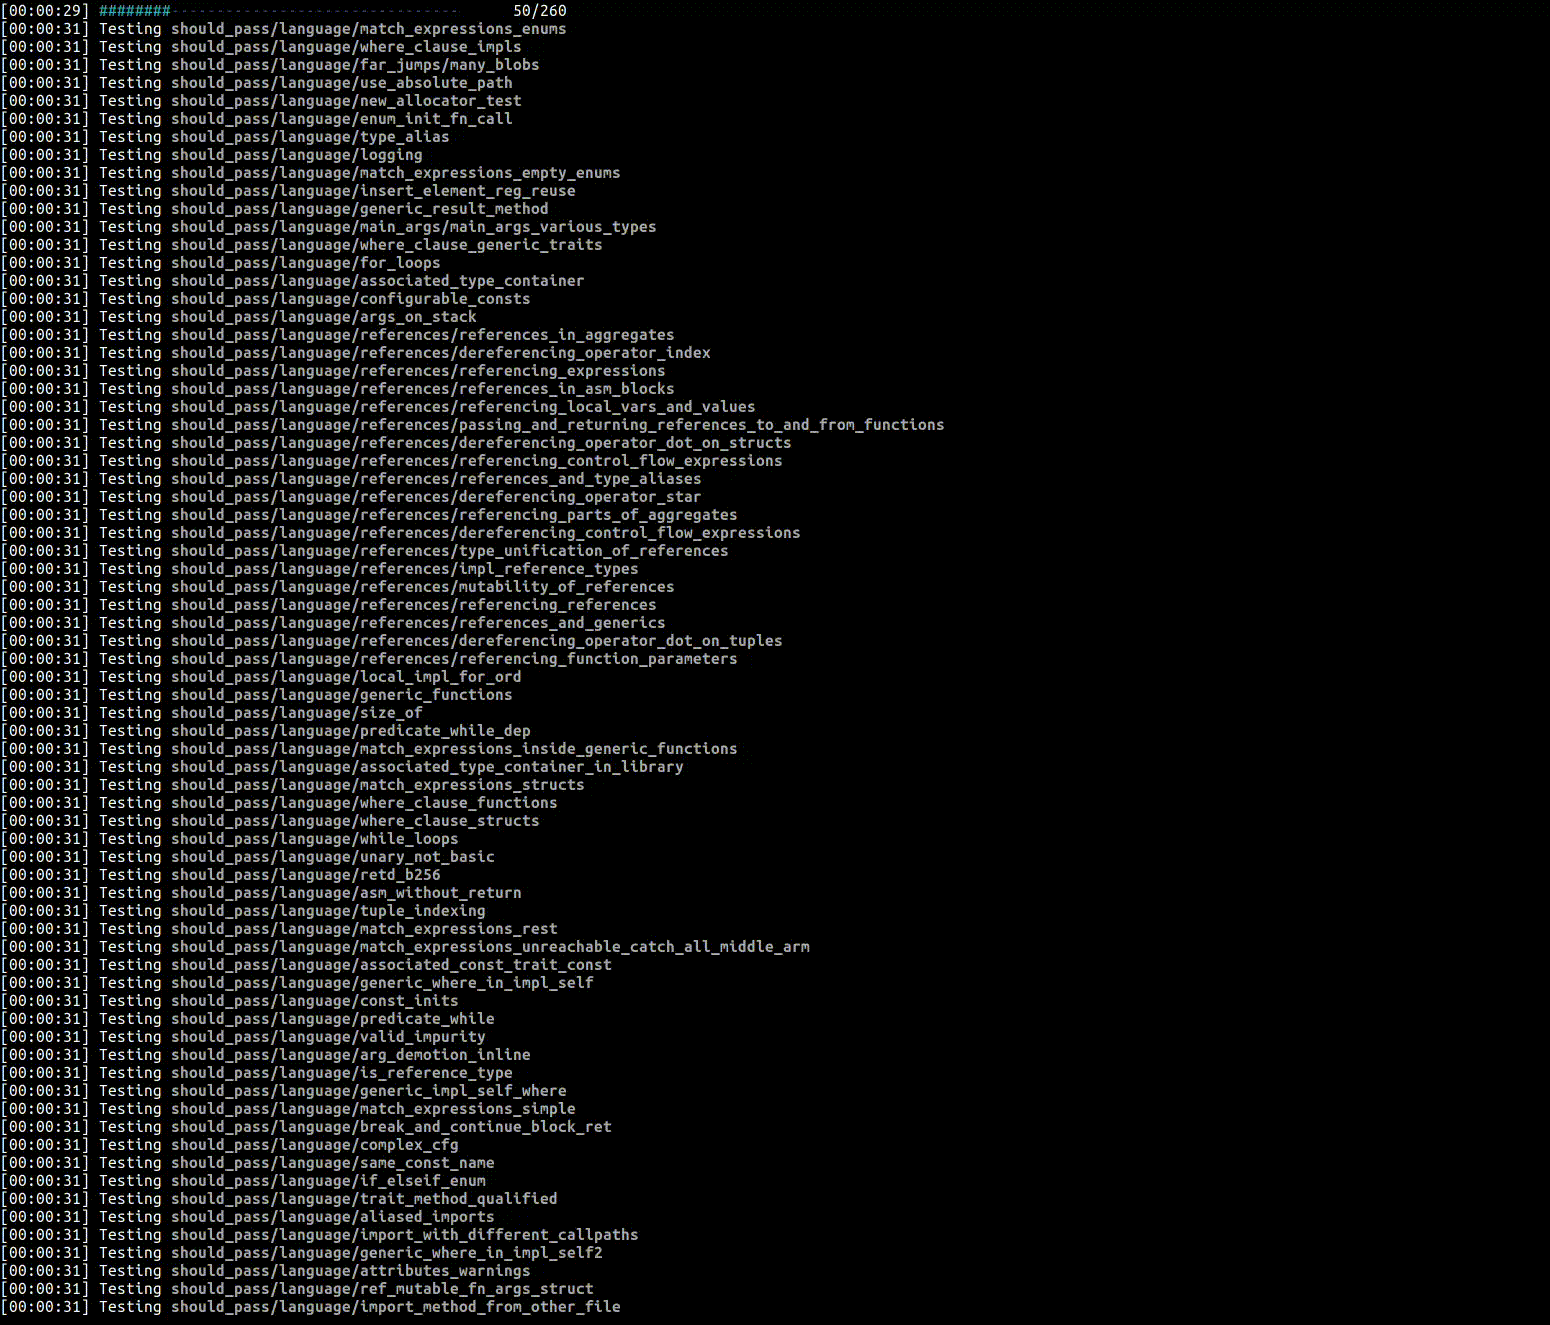 [00:00:29] ########-------------------------------- 50/260
[00:00:31] Testing should_pass/language/match_expressions_enums
[00:00:31] Testing should_pass/language/where_clause_impls
[00:00:31] Testing should_pass/language/far_jumps/many_blobs
[00:00:31] Testing should_pass/language/use_absolute_path
[00:00:31] Testing should_pass/language/new_allocator_test
[00:00:31] Testing should_pass/language/enum_init_fn_call
[00:00:31] Testing should_pass/language/type_alias
[00:00:31] Testing should_pass/language/logging
[00:00:31] Testing should_pass/language/match_expressions_empty_enums
[00:00:31] Testing should_pass/language/insert_element_reg_reuse
[00:00:31] Testing should_pass/language/generic_result_method
[00:00:31] Testing should_pass/language/main_args/main_args_various_types
[00:00:31] Testing should_pass/language/where_clause_generic_traits
[00:00:31] Testing should_pass/language/for_loops
[00:00:31] Testing should_pass/language/associated_type_container
[00:00:31] Testing should_pass/language/configurable_consts
[00:00:31] Testing should_pass/language/args_on_stack
[00:00:31] Testing should_pass/language/references/references_in_aggregates
[00:00:31] Testing should_pass/language/references/dereferencing_operator_index
[00:00:31] Testing should_pass/language/references/referencing_expressions
[00:00:31] Testing should_pass/language/references/references_in_asm_blocks
[00:00:31] Testing should_pass/language/references/referencing_local_vars_and_values
[00:00:31] Testing should_pass/language/references/passing_and_returning_references_to_and_from_functions
[00:00:31] Testing should_pass/language/references/dereferencing_operator_dot_on_structs
[00:00:31] Testing should_pass/language/references/referencing_control_flow_expressions
[00:00:31] Testing should_pass/language/references/references_and_type_aliases
[00:00:31] Testing should_pass/language/references/dereferencing_operator_star
[00:00:31] Testing should_pass/language/references/referencing_parts_of_aggregates
[00:00:31] Testing should_pass/language/references/dereferencing_control_flow_expressions
[00:00:31] Testing should_pass/language/references/type_unification_of_references
[00:00:31] Testing should_pass/language/references/impl_reference_types
[00:00:31] Testing should_pass/language/references/mutability_of_references
[00:00:31] Testing should_pass/language/references/referencing_references
[00:00:31] Testing should_pass/language/references/references_and_generics
[00:00:31] Testing should_pass/language/references/dereferencing_operator_dot_on_tuples
[00:00:31] Testing should_pass/language/references/referencing_function_parameters
[00:00:31] Testing should_pass/language/local_impl_for_ord
[00:00:31] Testing should_pass/language/generic_functions
[00:00:31] Testing should_pass/language/size_of
[00:00:31] Testing should_pass/language/predicate_while_dep
[00:00:31] Testing should_pass/language/match_expressions_inside_generic_functions
[00:00:31] Testing should_pass/language/associated_type_container_in_library
[00:00:31] Testing should_pass/language/match_expressions_structs
[00:00:31] Testing should_pass/language/where_clause_functions
[00:00:31] Testing should_pass/language/where_clause_structs
[00:00:31] Testing should_pass/language/while_loops
[00:00:31] Testing should_pass/language/unary_not_basic
[00:00:31] Testing should_pass/language/retd_b256
[00:00:31] Testing should_pass/language/asm_without_return
[00:00:31] Testing should_pass/language/tuple_indexing
[00:00:31] Testing should_pass/language/match_expressions_rest
[00:00:31] Testing should_pass/language/match_expressions_unreachable_catch_all_middle_arm
[00:00:31] Testing should_pass/language/associated_const_trait_const
[00:00:31] Testing should_pass/language/generic_where_in_impl_self
[00:00:31] Testing should_pass/language/const_inits
[00:00:31] Testing should_pass/language/predicate_while
[00:00:31] Testing should_pass/language/valid_impurity
[00:00:31] Testing should_pass/language/arg_demotion_inline
[00:00:31] Testing should_pass/language/is_reference_type
[00:00:31] Testing should_pass/language/generic_impl_self_where
[00:00:31] Testing should_pass/language/match_expressions_simple
[00:00:31] Testing should_pass/language/break_and_continue_block_ret
[00:00:31] Testing should_pass/language/complex_cfg
[00:00:31] Testing should_pass/language/same_const_name
[00:00:31] Testing should_pass/language/if_elseif_enum
[00:00:31] Testing should_pass/language/trait_method_qualified
[00:00:31] Testing should_pass/language/aliased_imports
[00:00:31] Testing should_pass/language/import_with_different_callpaths
[00:00:31] Testing should_pass/language/generic_where_in_impl_self2
[00:00:31] Testing should_pass/language/attributes_warnings
[00:00:31] Testing should_pass/language/ref_mutable_fn_args_struct
[00:00:31] Testing should_pass/language/import_method_from_other_file